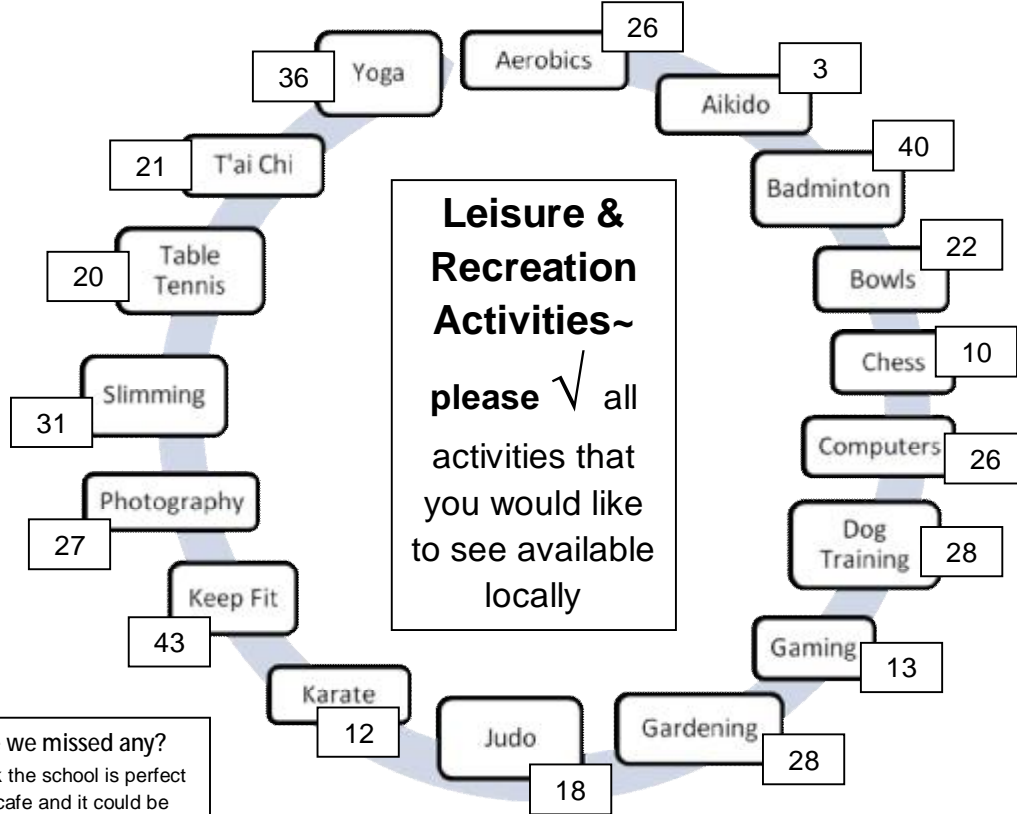 26
Aerobics
3
Aikido
40
Badminton
22
Bowls
10
Chess
Computers
26
Dog
Training
28
Gaming
13
Gardening
28
Judo
18
Karate
12
Keep Fit
43
Photography
27
Slimming
31
Table
Tennis
20
T'ai Chi
21
Yoga
36
Leisure &
Recreation
Activities~
please √ all
activities that
you would like
to see available
locally
we missed any?
the school is perfect
cafe and it could be